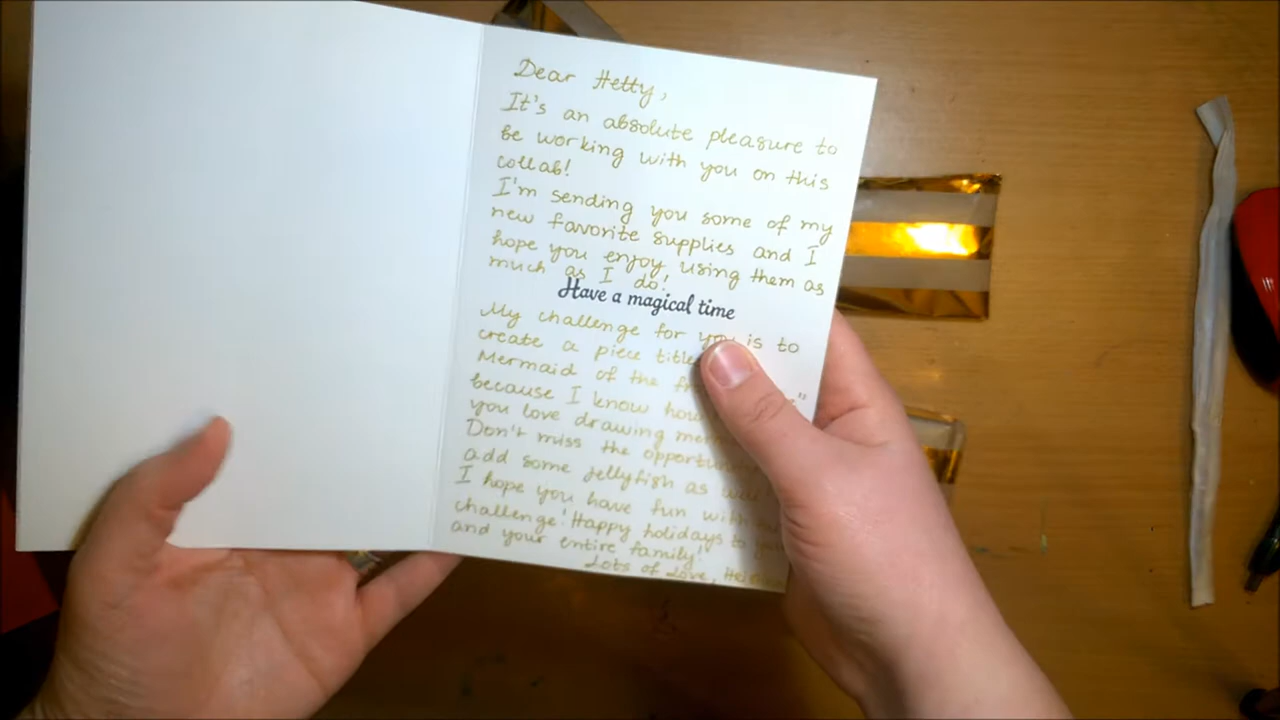 Dear Hetty,
It's an absolute pleasure to
be working with you on this
collab!
I'm sending you some of my
new favorite supplies and I
hope you enjoy using them as
much as I do!
Have a magical time
My challenge for you is to
create a piece
Mermaid of the
because I know how
you love drawing
Don't miss the
add some jellyfish as well
I hope you have fun with
challenge! Happy holidays to
and your entire family!
Lots of Love,